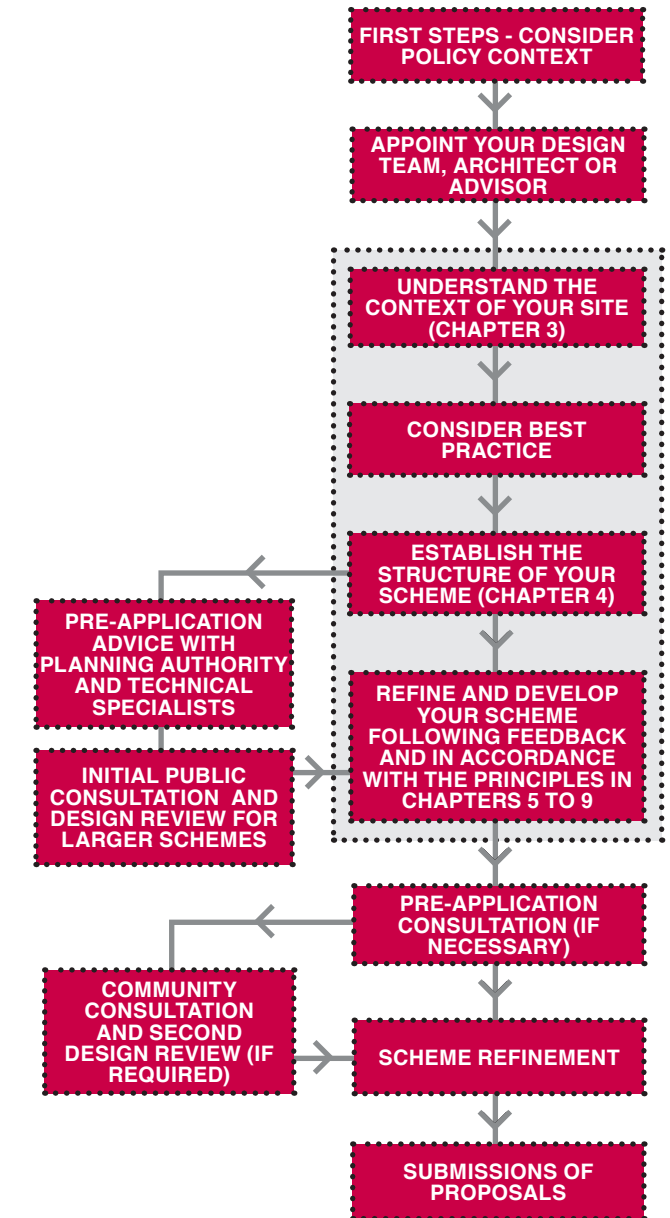 FIRST STEPS - CONSIDER
POLICY CONTEXT
APPOINT YOUR DESIGN
TEAM, ARCHITECT OR
ADVISOR
UNDERSTAND THE
CONTEXT OF YOUR SITE
(CHAPTER 3)
CONSIDER BEST
PRACTICE
ESTABLISH THE
STRUCTURE OF YOUR
SCHEME (CHAPTER 4)
PRE-APPLICATION
ADVICE WITH
PLANNING AUTHORITY
AND TECHNICAL
SPECIALISTS
INITIAL PUBLIC
CONSULTATION AND
DESIGN REVIEW FOR
LARGER SCHEMES
REFINE AND DEVELOP
YOUR SCHEME
FOLLOWING FEEDBACK
AND IN ACCORDANCE
WITH THE PRINCIPLES IN
CHAPTERS 5 TO 9
PRE-APPLICATION
CONSULTATION (IF
NECESSARY)
COMMUNITY
CONSULTATION
AND SECOND
DESIGN REVIEW (IF
REQUIRED)
SCHEME REFINEMENT
SUBMISSIONS OF
PROPOSALS